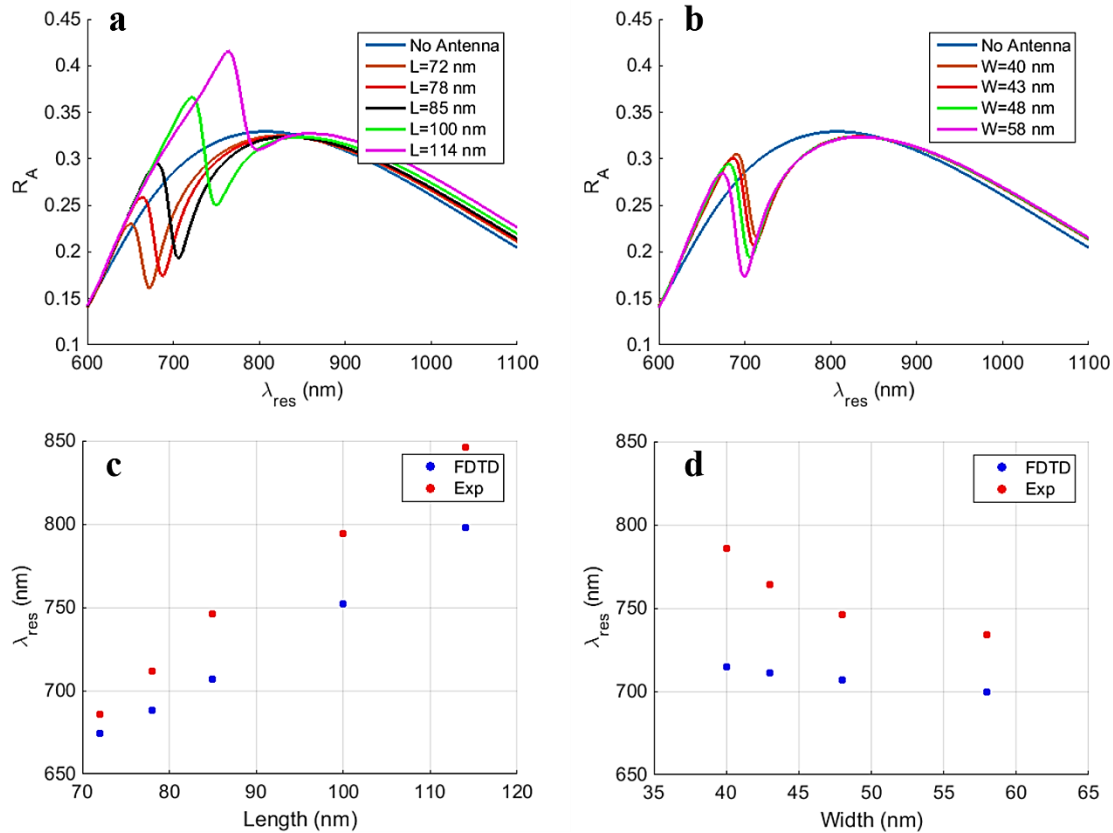 a
0.45
0.4
0.35
0.3
0.25
0.2
0.15
0.1
R_A
600 700 800 900 1000 1100
λ_res (nm)
No Antenna
L=72 nm
L=78 nm
L=85 nm
L=100 nm
L=114 nm
b
0.45
0.4
0.35
0.3
0.25
0.2
0.15
0.1
R_A
600 700 800 900 1000 1100
λ_res (nm)
No Antenna
W=40 nm
W=43 nm
W=48 nm
W=58 nm
c
850
800
750
700
650
λ_res (nm)
70 80 90 100 110 120
Length (nm)
FDTD
Exp
d
850
800
750
700
650
λ_res (nm)
35 40 45 50 55 60 65
Width (nm)
FDTD
Exp